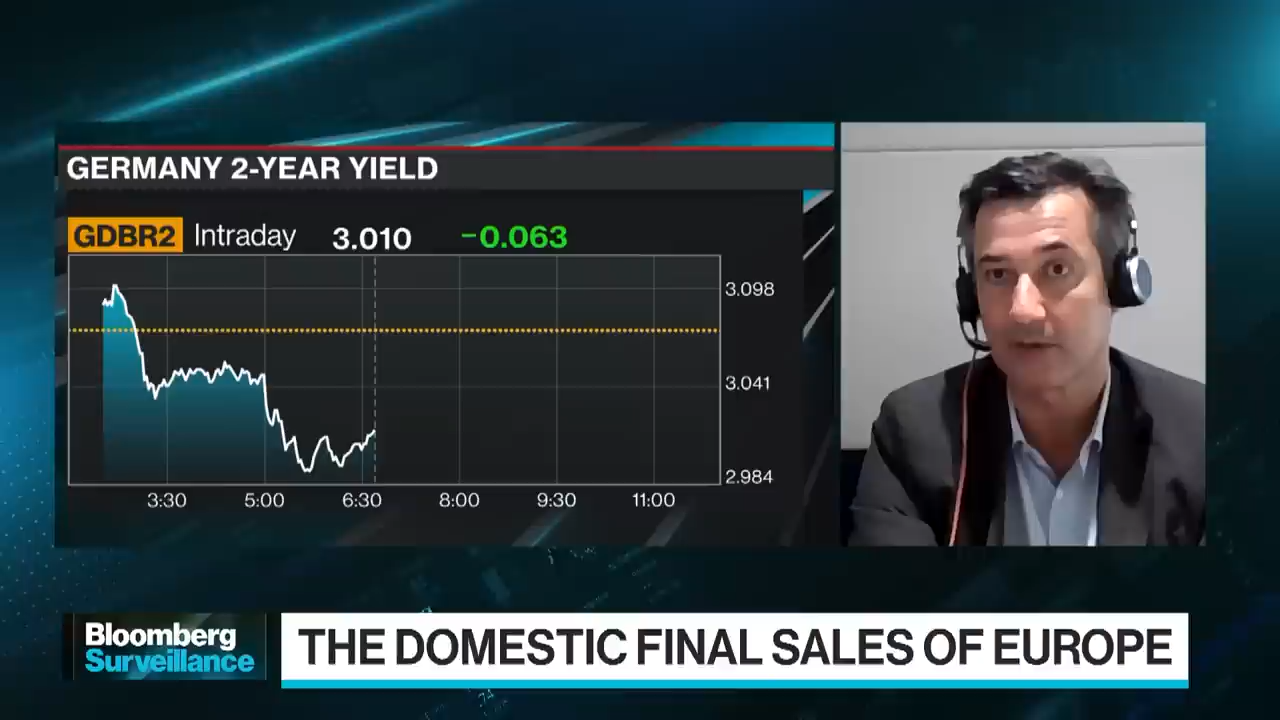 GERMANY 2-YEAR YIELD
GDBR2 Intraday 3.010 -0.063
3.098
3.041
2.984
3:30 5:00 6:30 8:00 9:30 11:00
Bloomberg
Surveillance
THE DOMESTIC FINAL SALES OF EUROPE